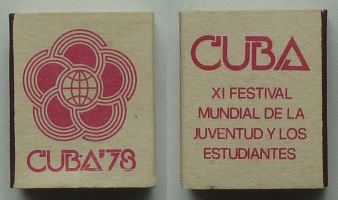 CUBA'78
CUBA
XI FESTIVAL
MUNDIAL DE LA
JUVENTUD Y LOS
ESTUDIANTES